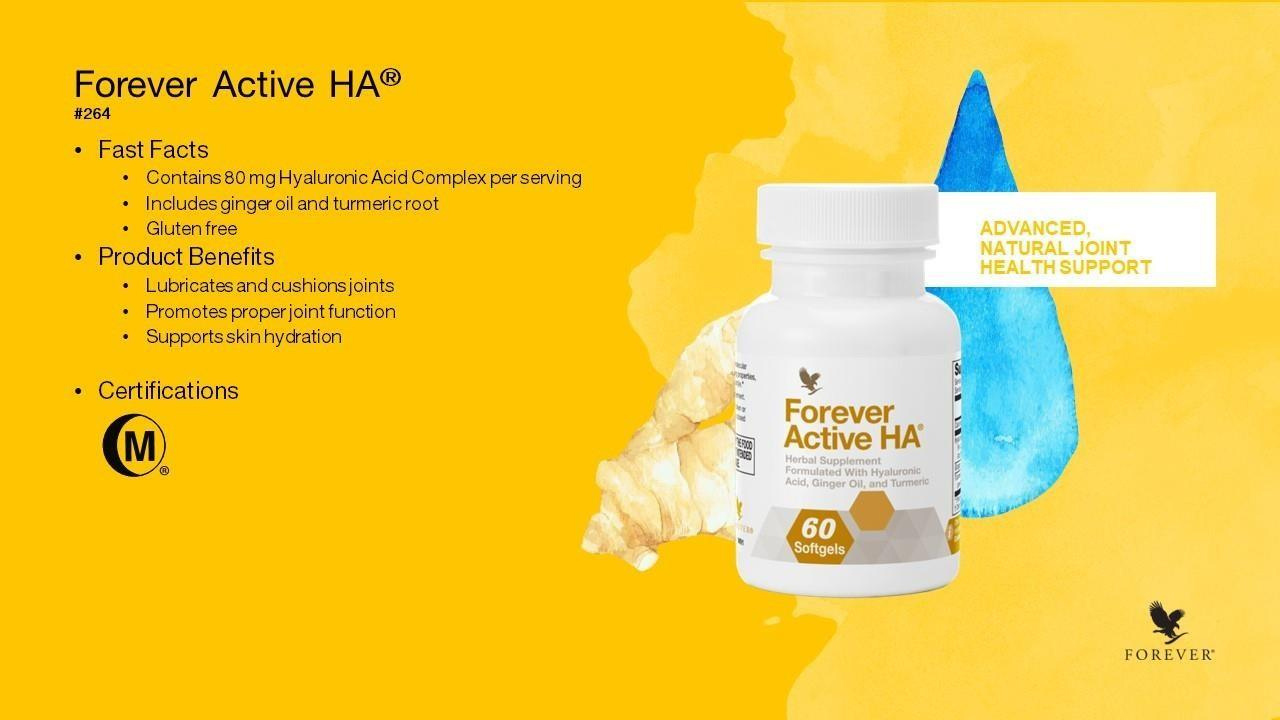 Forever Active HA®
#264
• Fast Facts
• Contains 80 mg Hyaluronic Acid Complex per serving
• Includes ginger oil and turmeric root
• Gluten free
• Product Benefits
• Lubricates and cushions joints
• Promotes proper joint function
• Supports skin hydration
• Certifications
M®
ADVANCED,
NATURAL JOINT
HEALTH SUPPORT
Forever
Active HA®
Herbal Supplement
Formulated With Hyaluronic
Acid, Ginger Oil, and Turmeric
60
Softgels
FOREVER®